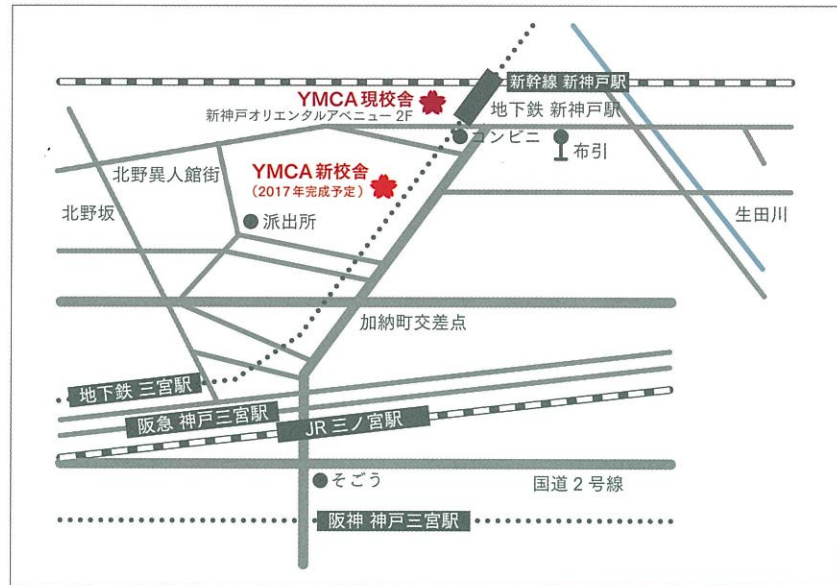 新幹線 新神戸駅
YMCA 現校舎
新神戸オリエンタルアベニュー 2F
地下鉄 新神戸駅
コンビニ
布引
YMCA 新校舎
(2017年完成予定)
北野異人館街
北野坂
派出所
生田川
加納町交差点
地下鉄 三宮駅
阪急 神戸三宮駅
JR 三ノ宮駅
そごう
国道2号線
阪神 神戸三宮駅